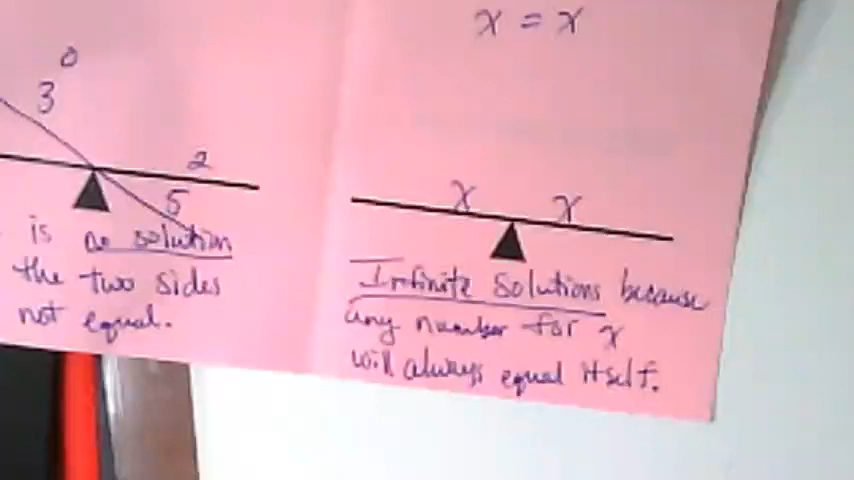 0
3
2
5
is no solution
the two sides
not equal.
x = x
x x
Infinite solutions because
any number for x
will always equal itself.